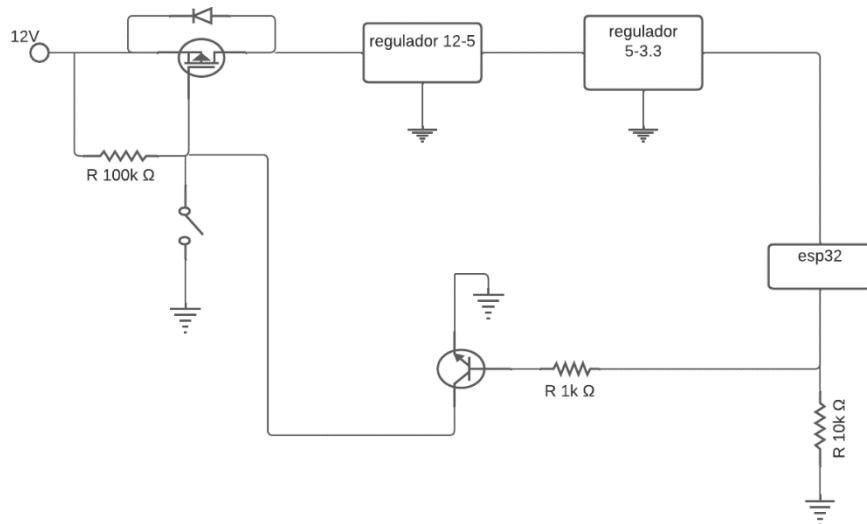 12V
regulador 12-5
regulador
5-3.3
R 100k Ω
esp32
R 1k Ω
R 10k Ω